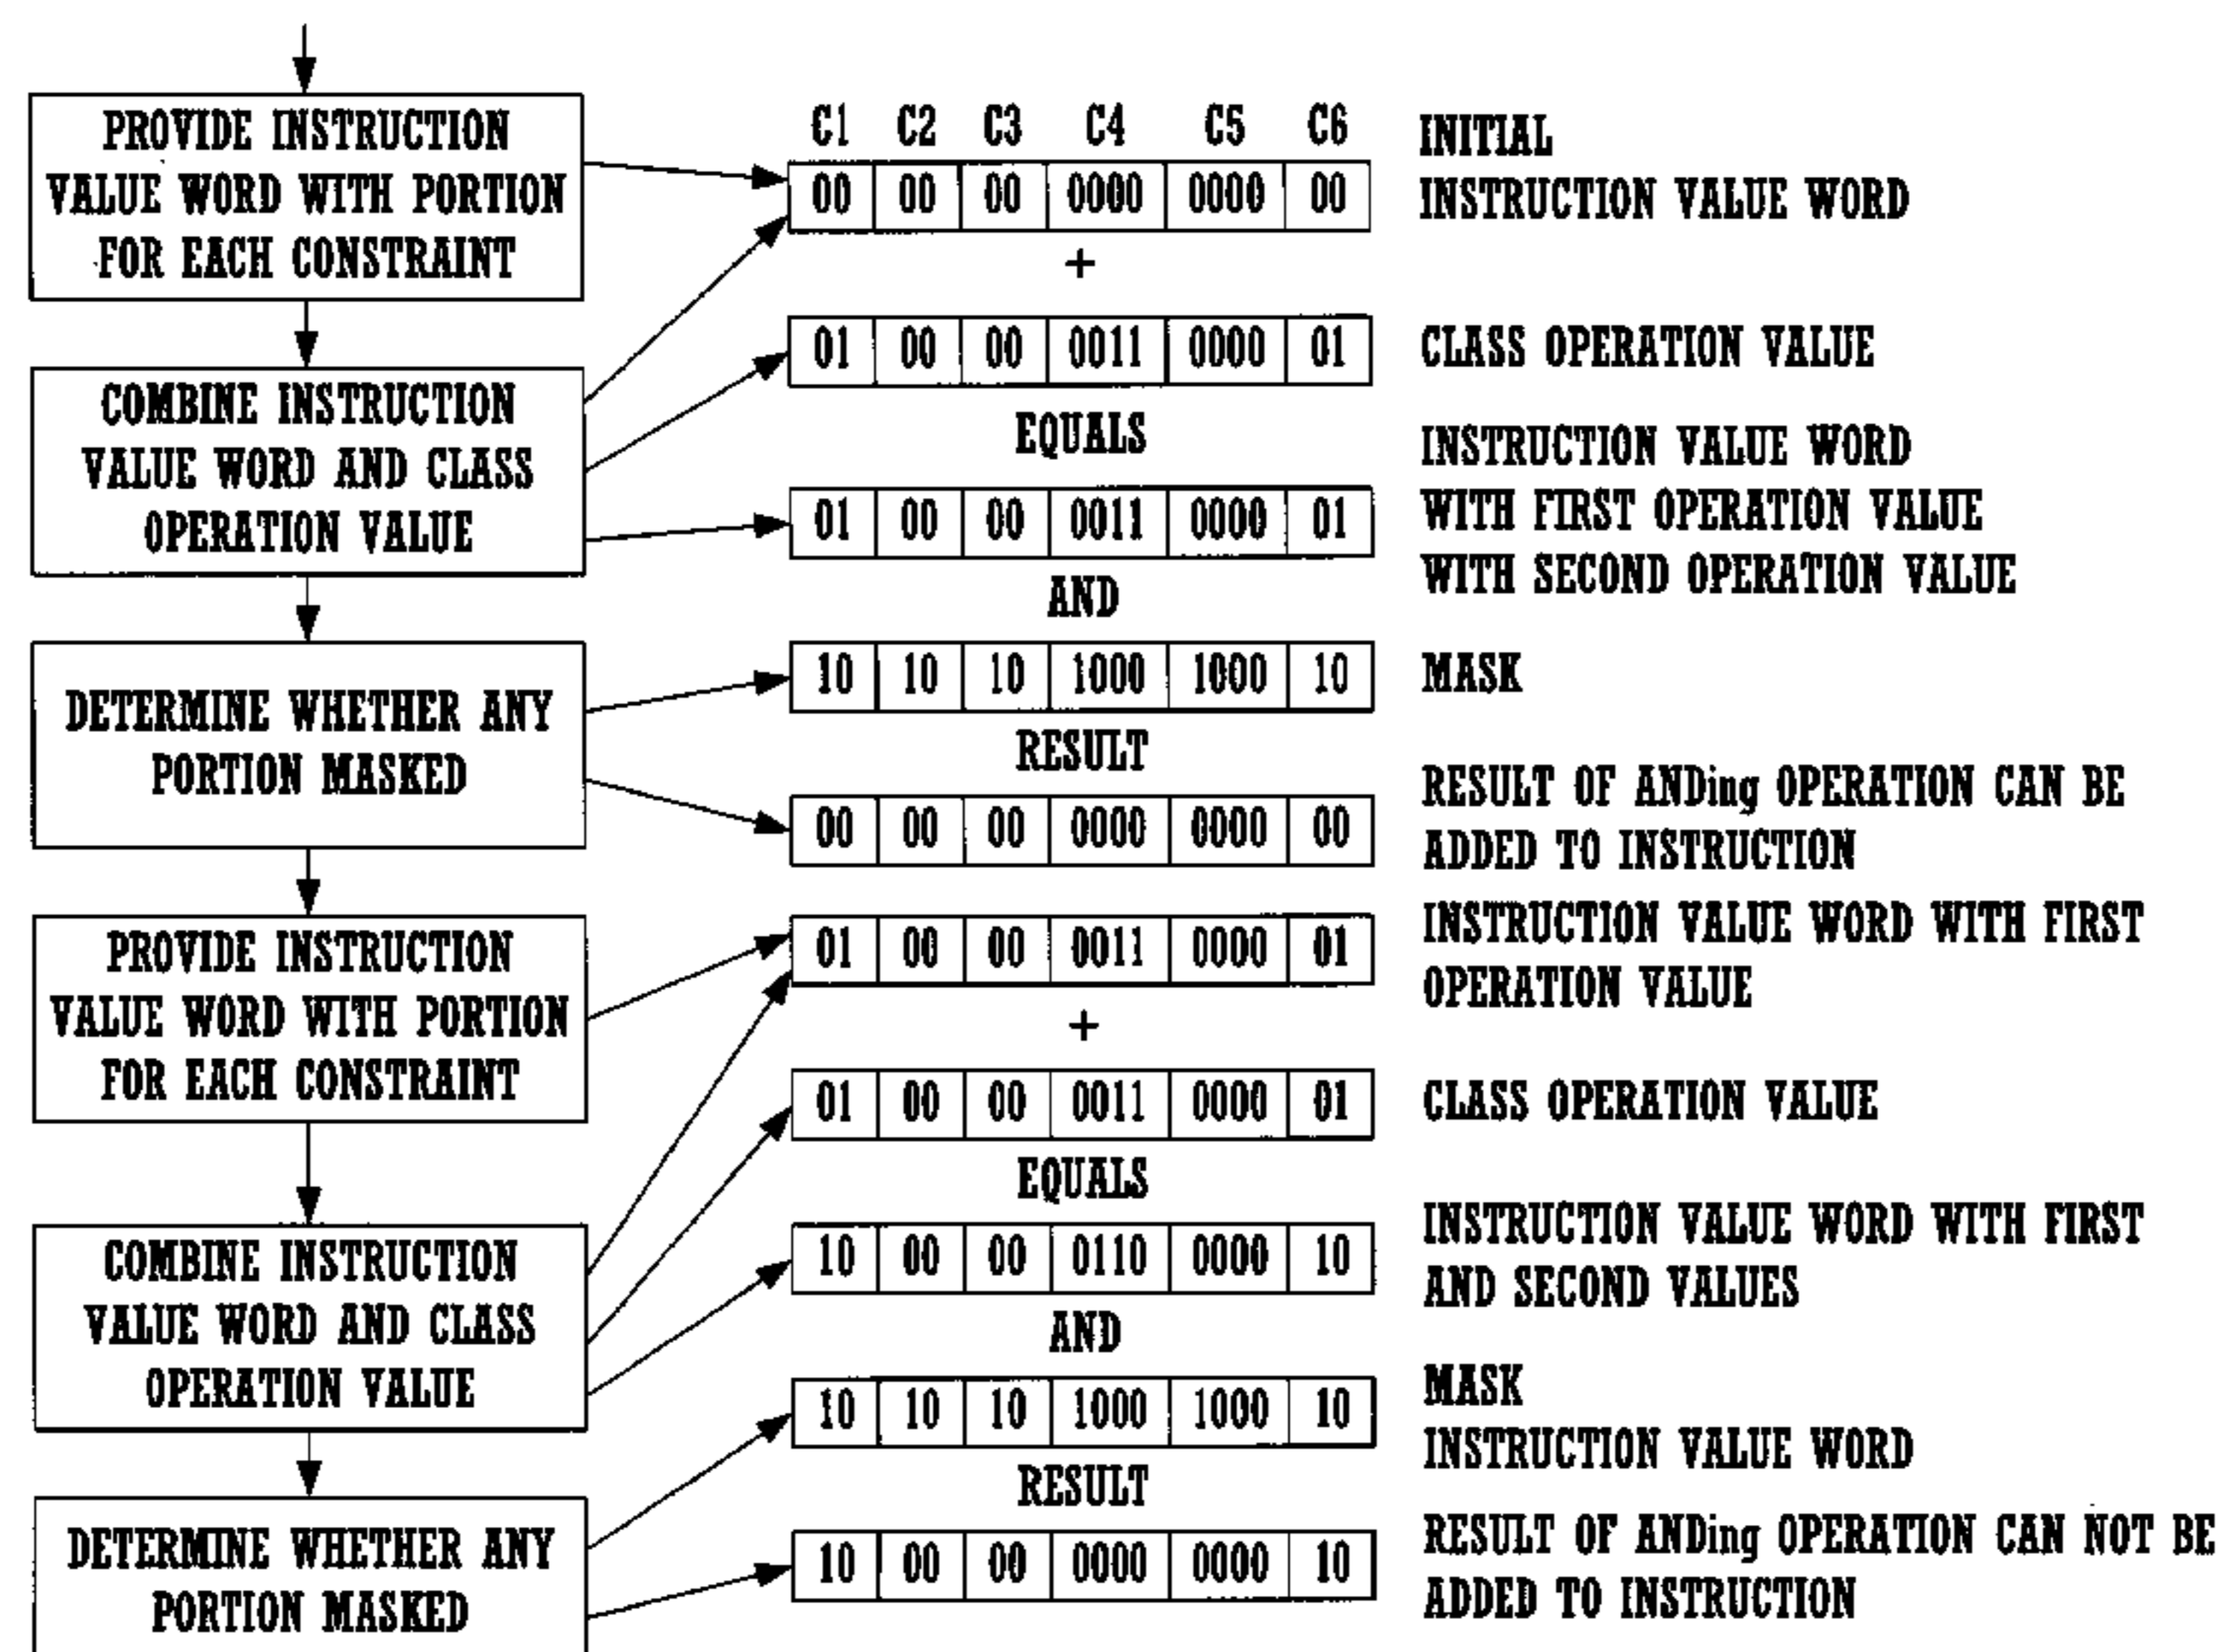 C1 C2 C3 C4 C5 C6
PROVIDE INSTRUCTION
VALUE WORD WITH PORTION
FOR EACH CONSTRAINT
00 00 00 0000 0000 00
INITIAL
INSTRUCTION VALUE WORD
+
COMBINE INSTRUCTION
VALUE WORD AND CLASS
OPERATION VALUE
01 00 00 0011 0000 01
CLASS OPERATION VALUE
EQUALS
01 00 00 0011 0000 01
INSTRUCTION VALUE WORD
WITH FIRST OPERATION VALUE
WITH SECOND OPERATION VALUE
AND
DETERMINE WHETHER ANY
PORTION MASKED
10 10 10 1000 1000 10
MASK
RESULT
00 00 00 0000 0000 00
RESULT OF ANDing OPERATION CAN BE
ADDED TO INSTRUCTION
PROVIDE INSTRUCTION
VALUE WORD WITH PORTION
FOR EACH CONSTRAINT
01 00 00 0011 0000 01
INSTRUCTION VALUE WORD WITH FIRST
OPERATION VALUE
+
01 00 00 0011 0000 01
CLASS OPERATION VALUE
EQUALS
COMBINE INSTRUCTION
VALUE WORD AND CLASS
OPERATION VALUE
10 00 00 0110 0000 10
INSTRUCTION VALUE WORD WITH FIRST
AND SECOND VALUES
AND
10 10 10 1000 1000 10
MASK
INSTRUCTION VALUE WORD
RESULT
DETERMINE WHETHER ANY
PORTION MASKED
10 00 00 0000 0000 10
RESULT OF ANDing OPERATION CAN NOT BE
ADDED TO INSTRUCTION